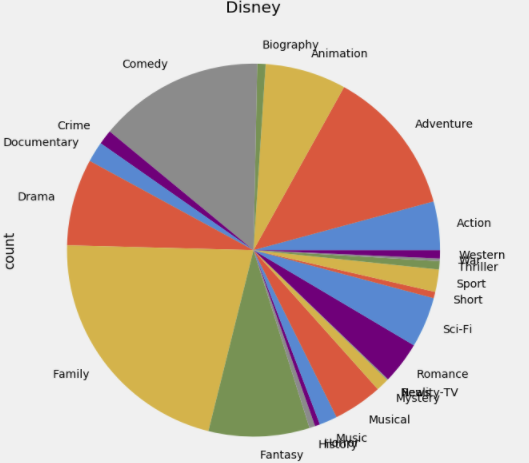 Disney
Biography
Animation
Comedy
Adventure
Crime
Documentary
Drama
Action
count
Western
War
Thriller
Sport
Short
Sci-Fi
Family
Romance
News
Reality-TV
Mystery
Musical
Music
Horror
History
Fantasy